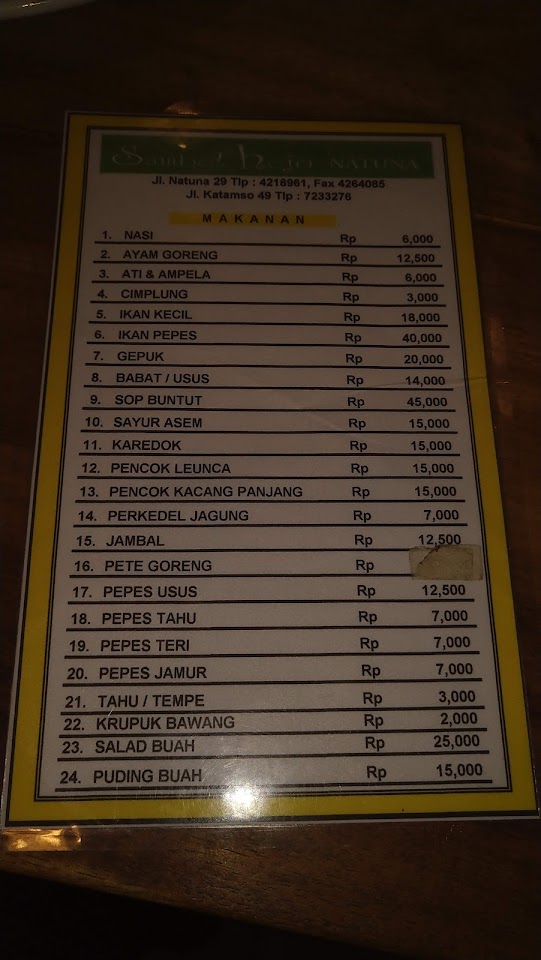 Sambel Hejo NATUNA
Jl. Natuna 29 Tlp : 4218961, Fax 4264085
Jl. Katamso 49 Tlp : 7233276
MAKANAN
1. NASI Rp 6,000
2. AYAM GORENG Rp 12,500
3. ATI & AMPELA Rp 6,000
4. CIMPLUNG Rp 3,000
5. IKAN KECIL Rp 18,000
6. IKAN PEPES Rp 40,000
7. GEPUK Rp 20,000
8. BABAT / USUS Rp 14,000
9. SOP BUNTUT Rp 45,000
10. SAYUR ASEM Rp 15,000
11. KAREDOK Rp 15,000
12. PENCOK LEUNCA Rp 15,000
13. PENCOK KACANG PANJANG Rp 15,000
14. PERKEDEL JAGUNG Rp 7,000
15. JAMBAL Rp 12,500
16. PETE GORENG Rp
17. PEPES USUS Rp 12,500
18. PEPES TAHU Rp 7,000
19. PEPES TERI Rp 7,000
20. PEPES JAMUR Rp 7,000
21. TAHU / TEMPE Rp 3,000
22. KRUPUK BAWANG Rp 2,000
23. SALAD BUAH Rp 25,000
24. PUDING BUAH Rp 15,000